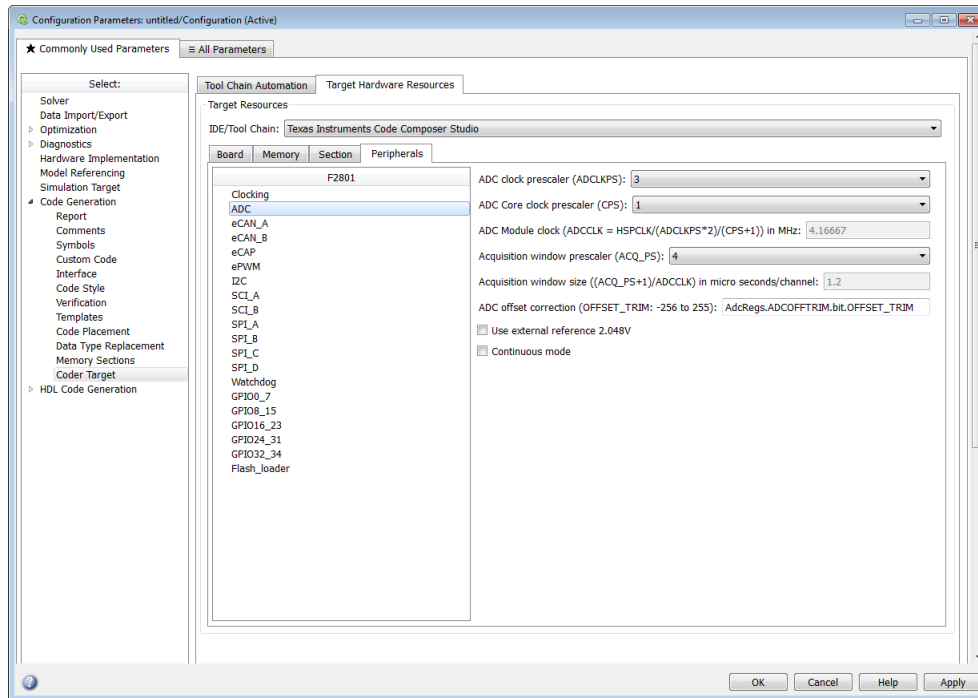 Configuration Parameters: untitled/Configuration (Active)
★ Commonly Used Parameters
≡ All Parameters
Select:
Solver
Data Import/Export
Optimization
Diagnostics
Hardware Implementation
Model Referencing
Simulation Target
Code Generation
Report
Comments
Symbols
Custom Code
Interface
Code Style
Verification
Templates
Code Placement
Data Type Replacement
Memory Sections
Coder Target
HDL Code Generation
Tool Chain Automation
Target Hardware Resources
Target Resources
IDE/Tool Chain: Texas Instruments Code Composer Studio
Board
Memory
Section
Peripherals
F2801
Clocking
ADC
eCAN_A
eCAN_B
eCAP
ePWM
I2C
SCI_A
SCI_B
SPI_A
SPI_B
SPI_C
SPI_D
Watchdog
GPIO0_7
GPIO8_15
GPIO16_23
GPIO24_31
GPIO32_34
Flash_loader
ADC clock prescaler (ADCLKPS): 3
ADC Core clock prescaler (CPS): 1
ADC Module clock (ADCCLK = HSPCLK/(ADCLKPS*2)/(CPS+1)) in MHz: 4.16667
Acquisition window prescaler (ACQ_PS): 4
Acquisition window size ((ACQ_PS+1)/ADCCLK) in micro seconds/channel: 1.2
ADC offset correction (OFFSET_TRIM: -256 to 255): AdcRegs.ADCOFFTRIM.bit.OFFSET_TRIM
Use external reference 2.048V
Continuous mode
OK
Cancel
Help
Apply